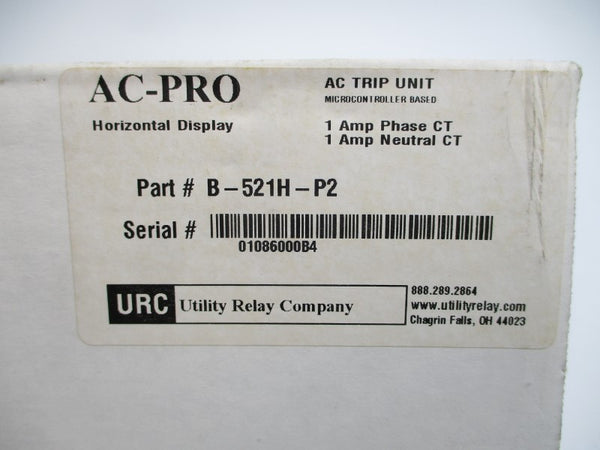 AC-PRO
AC TRIP UNIT
MICROCONTROLLER BASED
Horizontal Display
1 Amp Phase CT
1 Amp Neutral CT
Part # B-521H-P2
Serial #
01086000B4
URC Utility Relay Company
888.289.2864
www.utilityrelay.com
Chagrin Falls, OH 44023